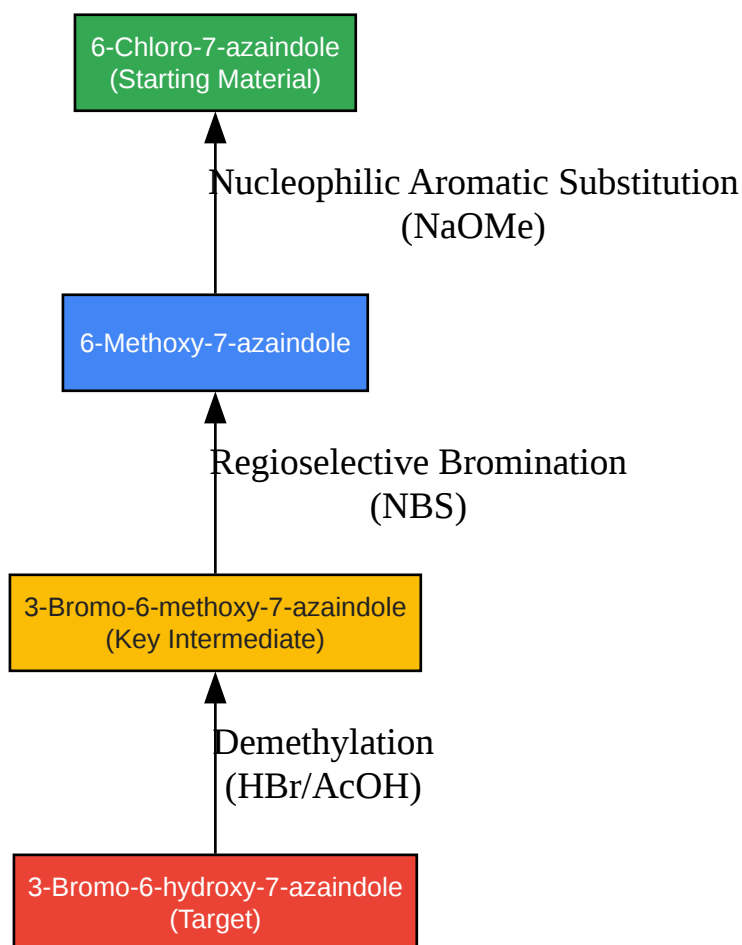 6-Chloro-7-azaindole
(Starting Material)
Nucleophilic Aromatic Substitution
(NaOMe)
6-Methoxy-7-azaindole
Regioselective Bromination
(NBS)
3-Bromo-6-methoxy-7-azaindole
(Key Intermediate)
Demethylation
(HBr/AcOH)
3-Bromo-6-hydroxy-7-azaindole
(Target)